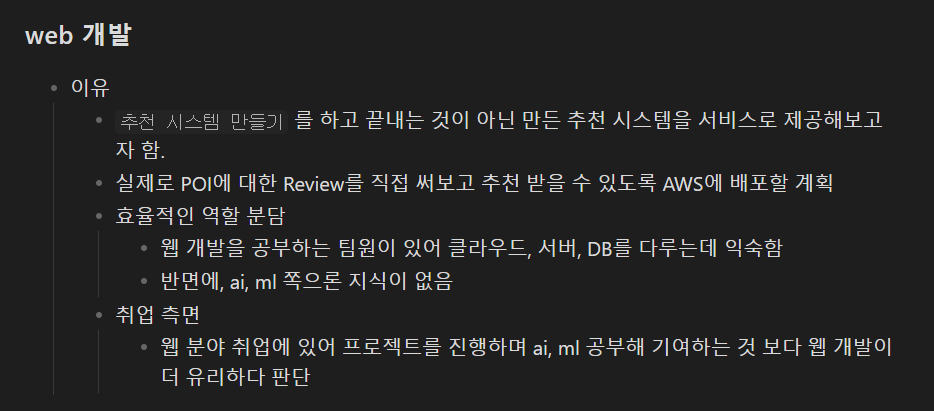 web 개발
이유
추천 시스템 만들기 를 하고 끝내는 것이 아닌 만든 추천 시스템을 서비스로 제공해보고
자 함.
실제로 POI에 대한 Review를 직접 써보고 추천 받을 수 있도록 AWS에 배포할 계획
효율적인 역할 분담
웹 개발을 공부하는 팀원이 있어 클라우드, 서버, DB를 다루는데 익숙함
반면에, ai, ml 쪽으론 지식이 없음
취업 측면
웹 분야 취업에 있어 프로젝트를 진행하며 ai, ml 공부해 기여하는 것 보다 웹 개발이
더 유리하다 판단